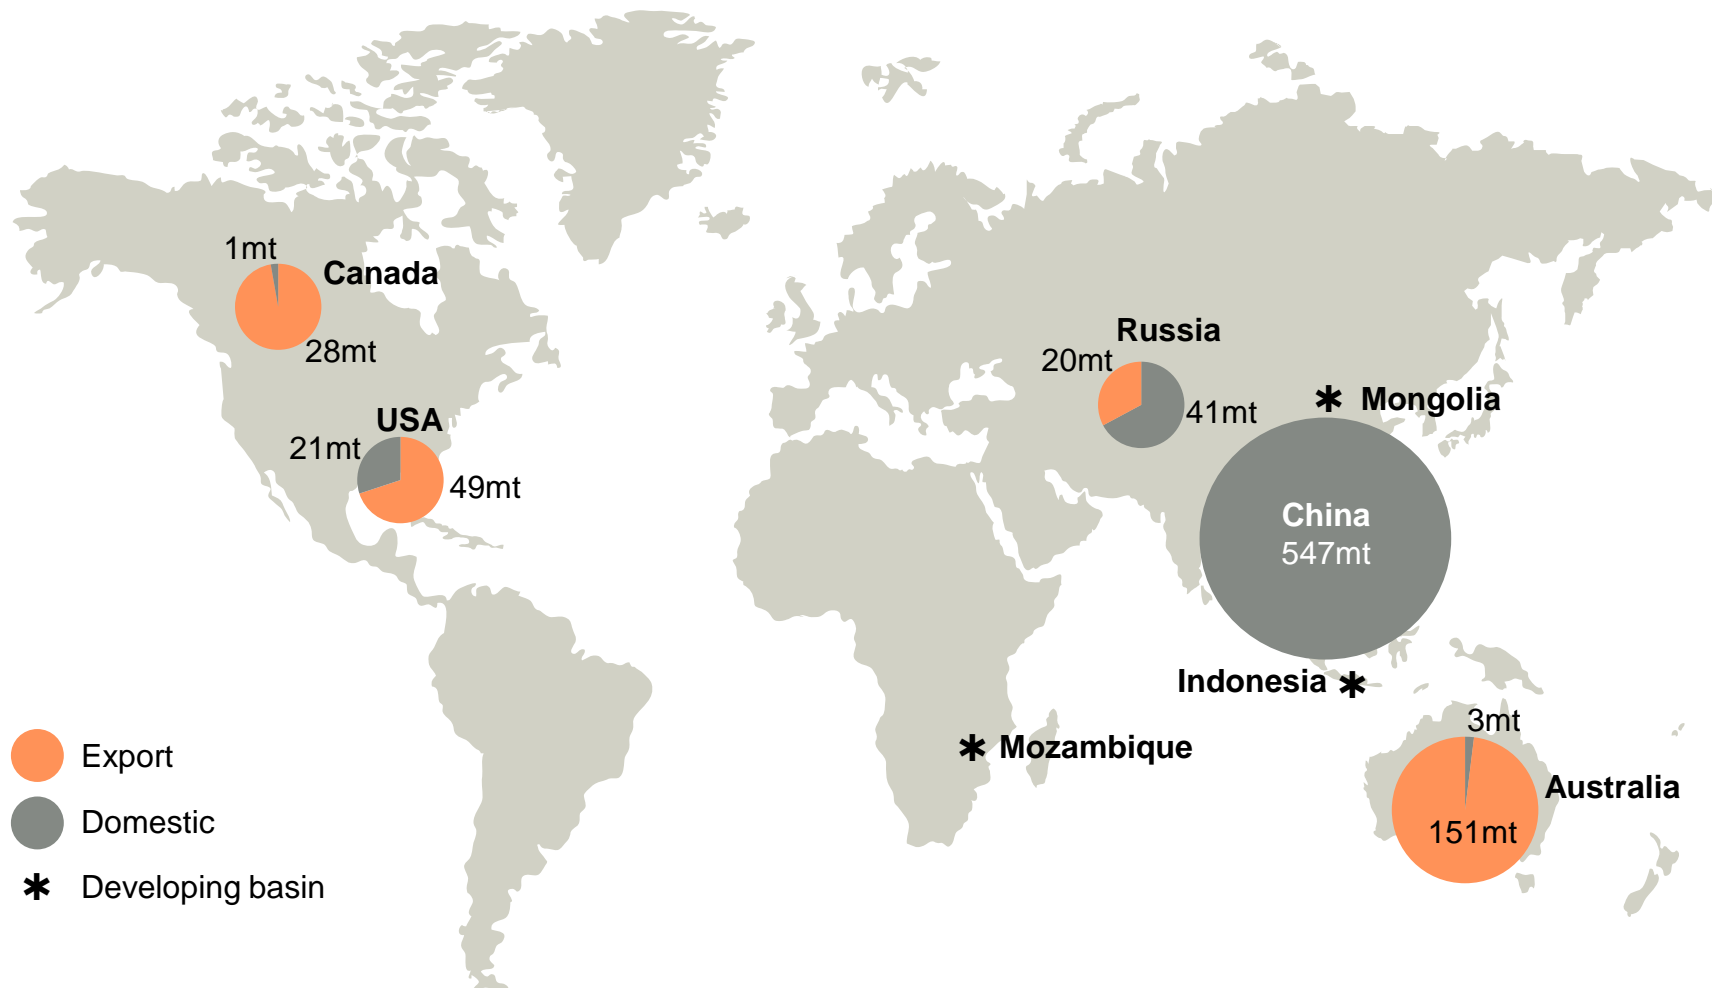 1mt
Canada
28mt
USA
21mt
49mt
Russia
20mt
41mt
Mongolia
China
547mt
Indonesia
Mozambique
3mt
Australia
151mt
Export
Domestic
Developing basin